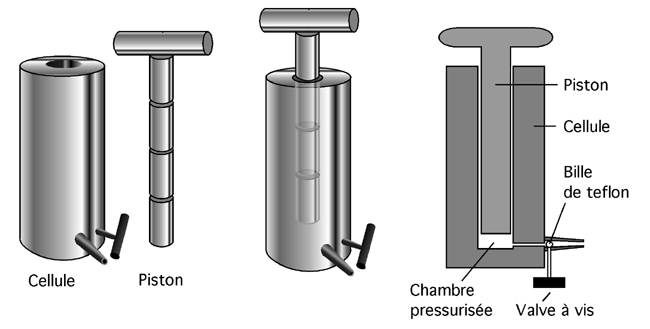 Cellule
Piston
Piston
Cellule
Bille
de teflon
Chambre
pressurisée
Valve à vis